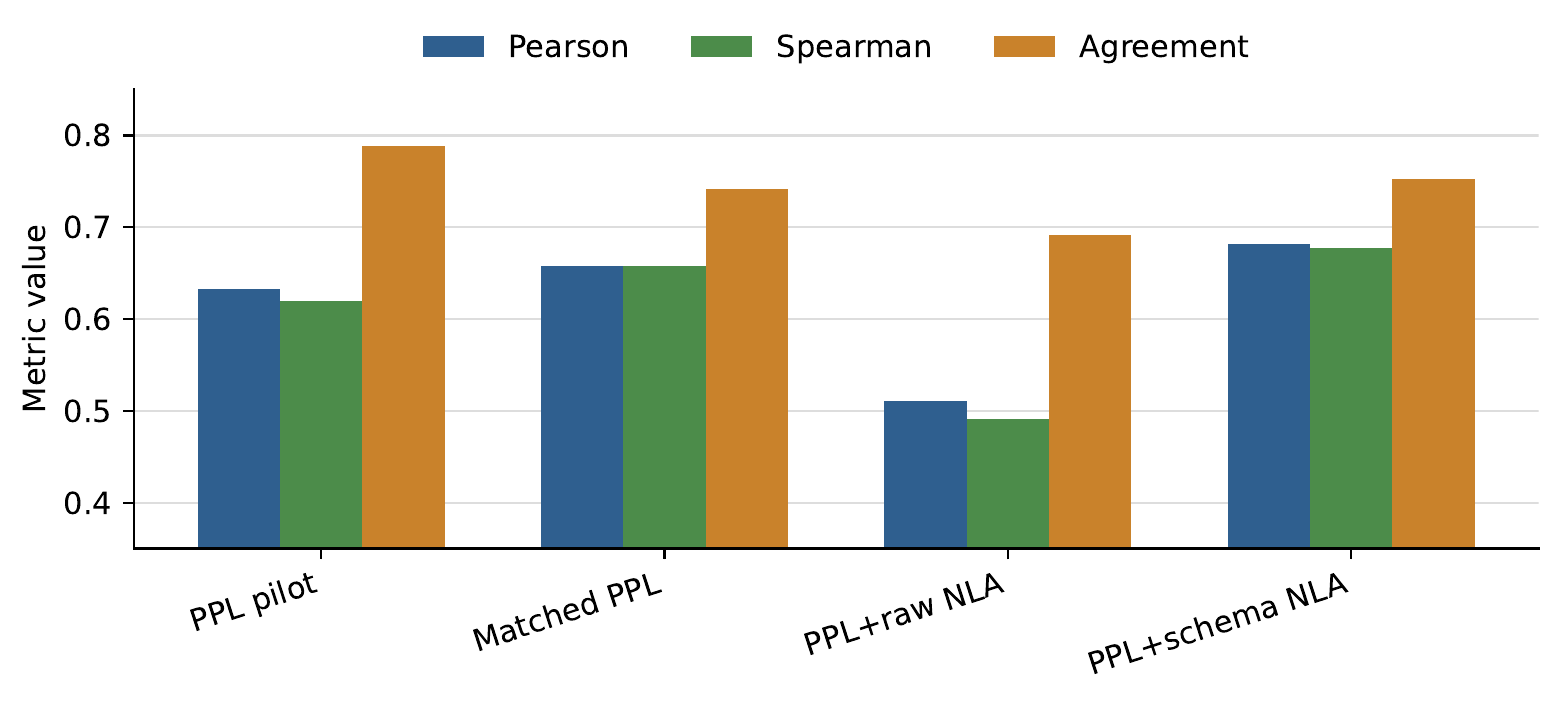 Pearson Spearman Agreement
Metric value
0.8
0.7
0.6
0.5
0.4
PPL pilot
Matched PPL
PPL+raw NLA
PPL+schema NLA